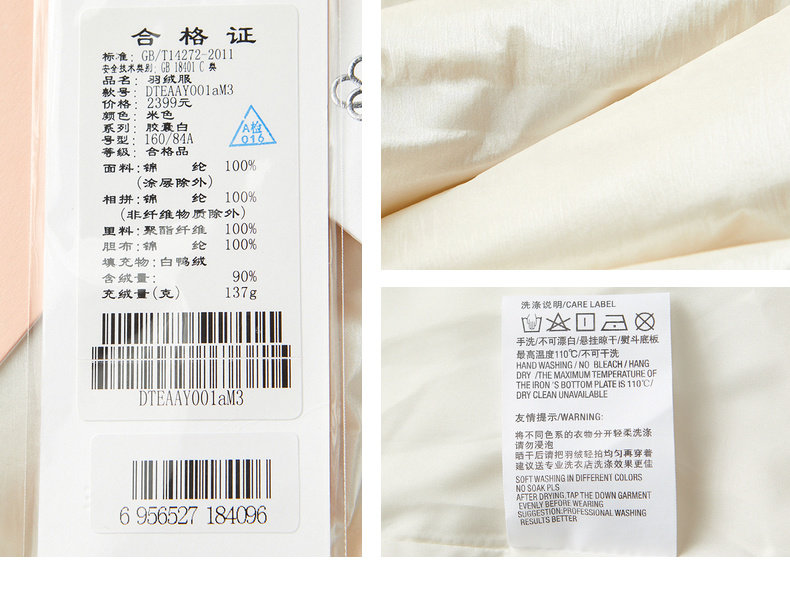 合格证
标准: GB/T14272-2011
安全技术类别: GB 18401 C 类
品名: 羽绒服
款号: DTEAAY001aM3
价格: 2399元
颜色: 米色
系列: 胶囊白
号型: 160/84A
等级: 合格品
A检
016
面料: 锦 纶 100%
(涂层除外)
相拼: 锦 纶 100%
(非纤维物质除外)
里料: 聚酯纤维 100%
胆布: 锦 纶 100%
填充物: 白鸭绒
含绒量: 90%
充绒量(克) 137g
DTEAAY001aM3
6 956527 184096
洗涤说明/CARE LABEL
手洗/不可漂白/悬挂晾干/熨斗底板
最高温度110℃/不可干洗
HAND WASHING / NO BLEACH / HANG
DRY /THE MAXIMUM TEMPERATURE OF
THE IRON 'S BOTTOM PLATE IS 110℃/
DRY CLEAN UNAVAILABLE
友情提示/WARNING:
将不同色系的衣物分开轻柔洗涤
请勿浸泡
晒干后请把羽绒轻拍均匀再穿着
建议送专业洗衣店洗涤效果更佳
SOFT WASHING IN DIFFERENT COLORS
NO SOAK PLS
AFTER DRYING,TAP THE DOWN GARMENT
EVENLY BEFORE WEARING
SUGGESTION:PROFESSIONAL WASHING
RESULTS BETTER